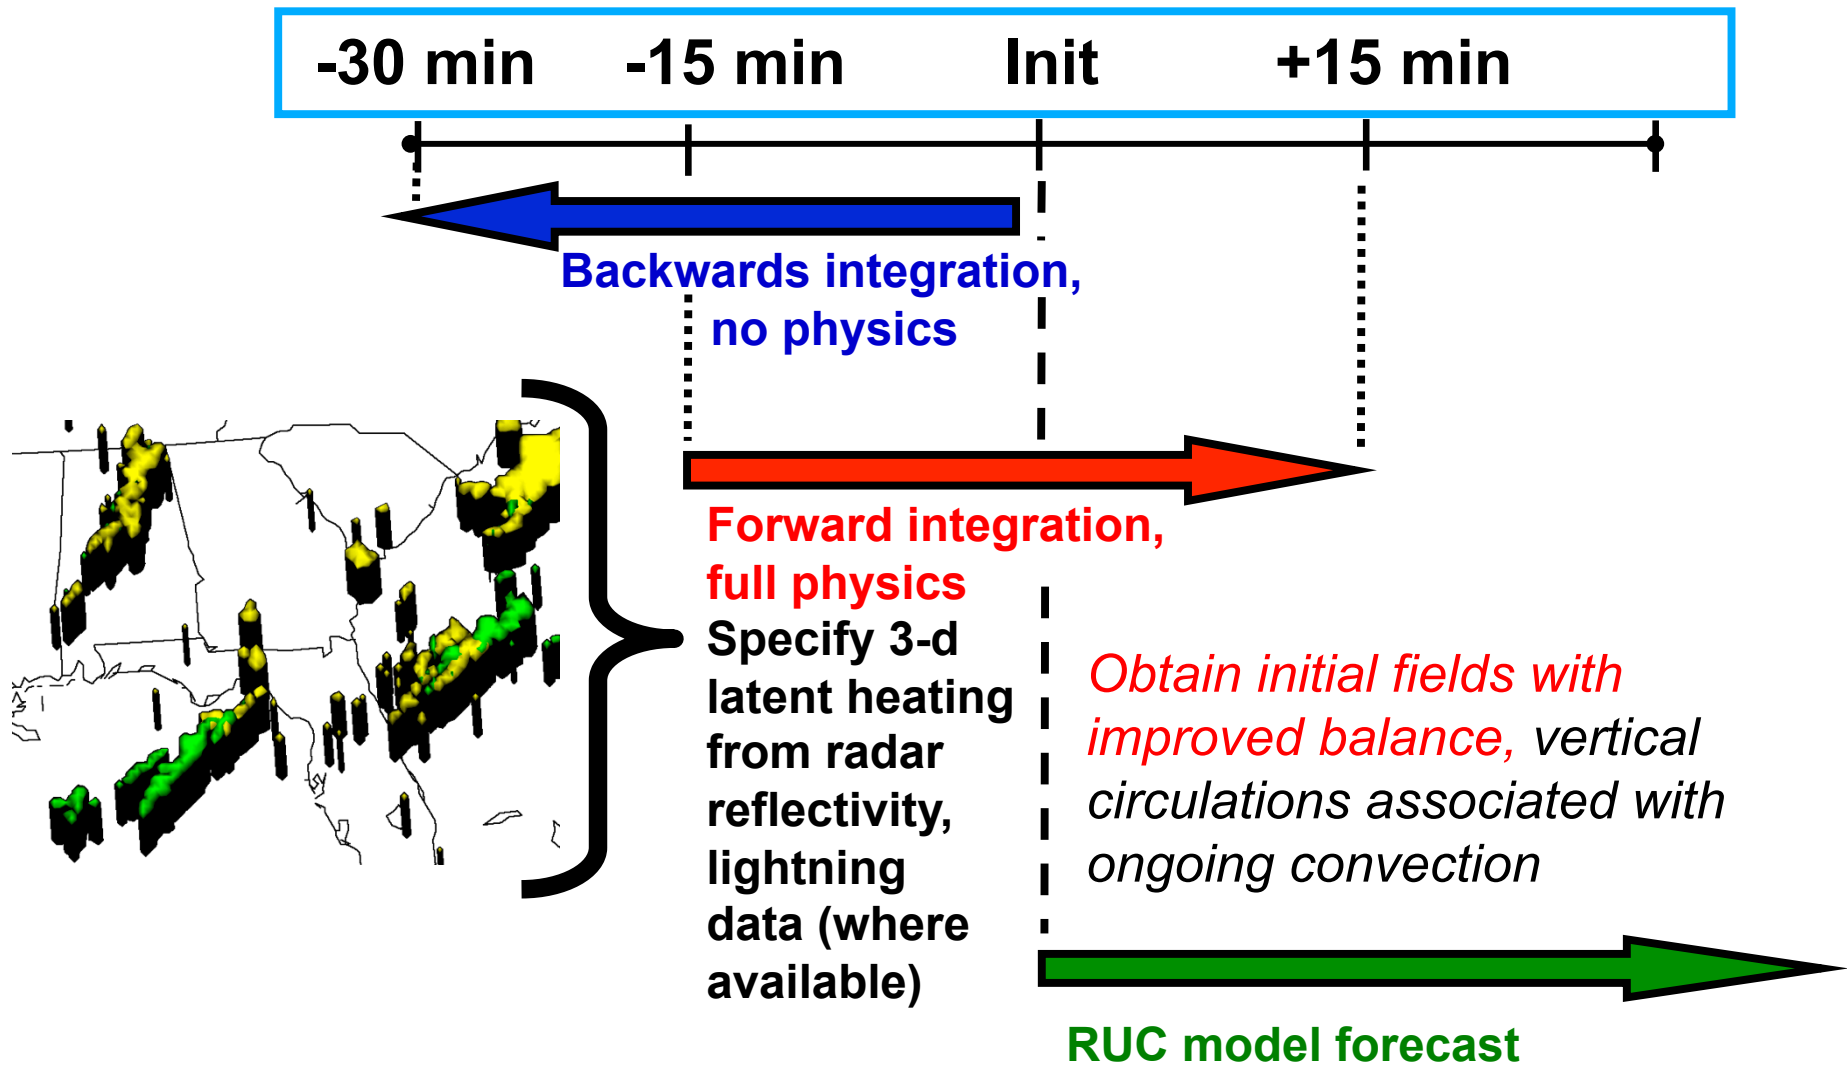 -30 min -15 min Init +15 min
Backwards integration,
no physics
Forward integration,
full physics
Specify 3-d
latent heating
from radar
reflectivity,
lightning
data (where
available)
Obtain initial fields with
improved balance, vertical
circulations associated with
ongoing convection
RUC model forecast